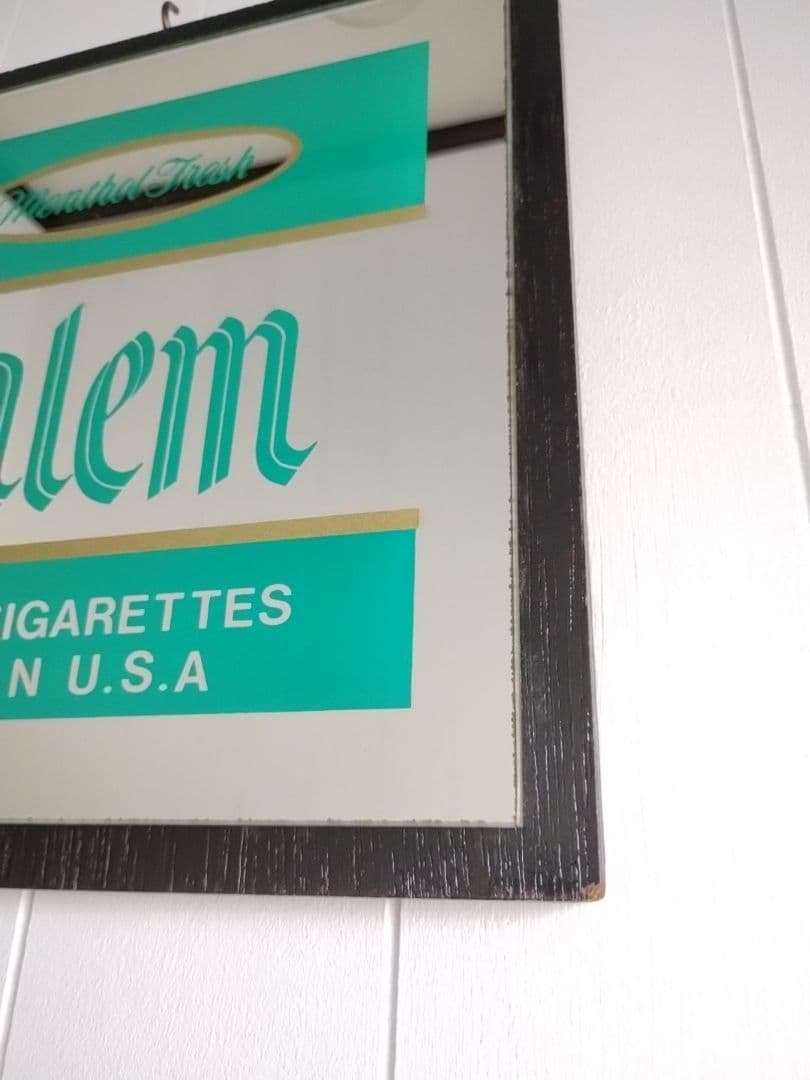 Menthol Fresh
alem
IGARETTES
N U.S.A